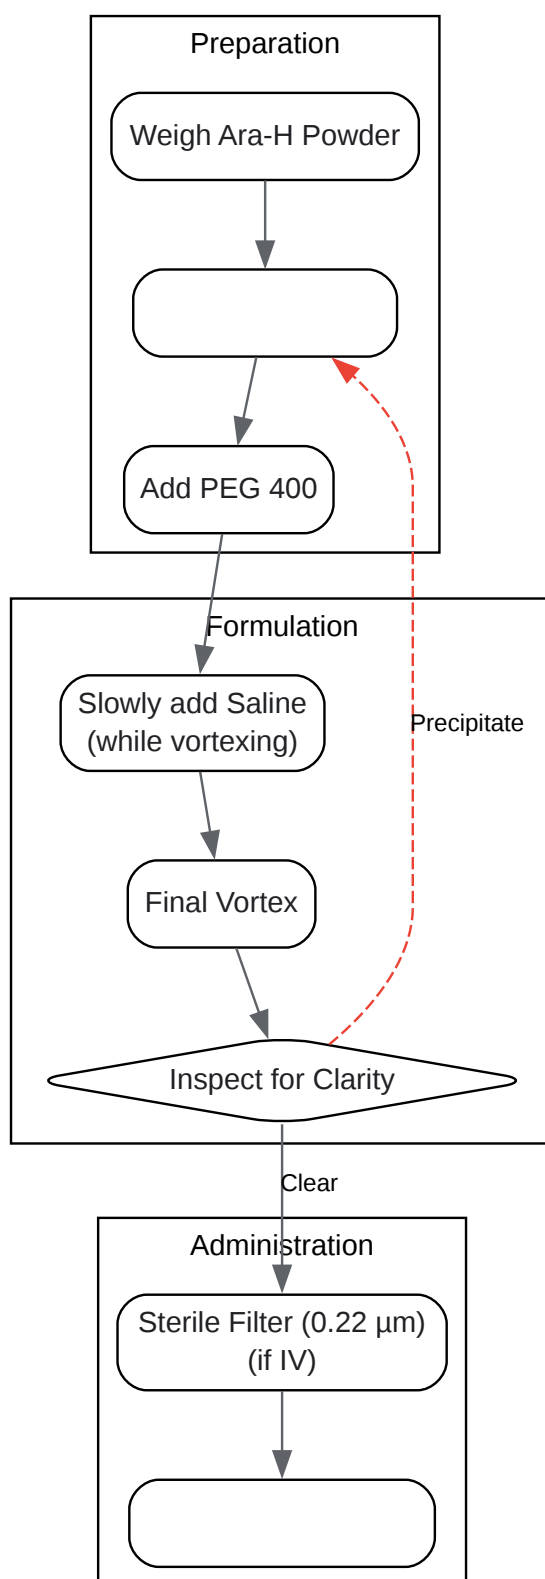 Preparation
Weigh Ara-H Powder
Add PEG 400
Formulation
Slowly add Saline
(while vortexing)
Precipitate
Final Vortex
Inspect for Clarity
Clear
Administration
Sterile Filter (0.22 µm)
(if IV)